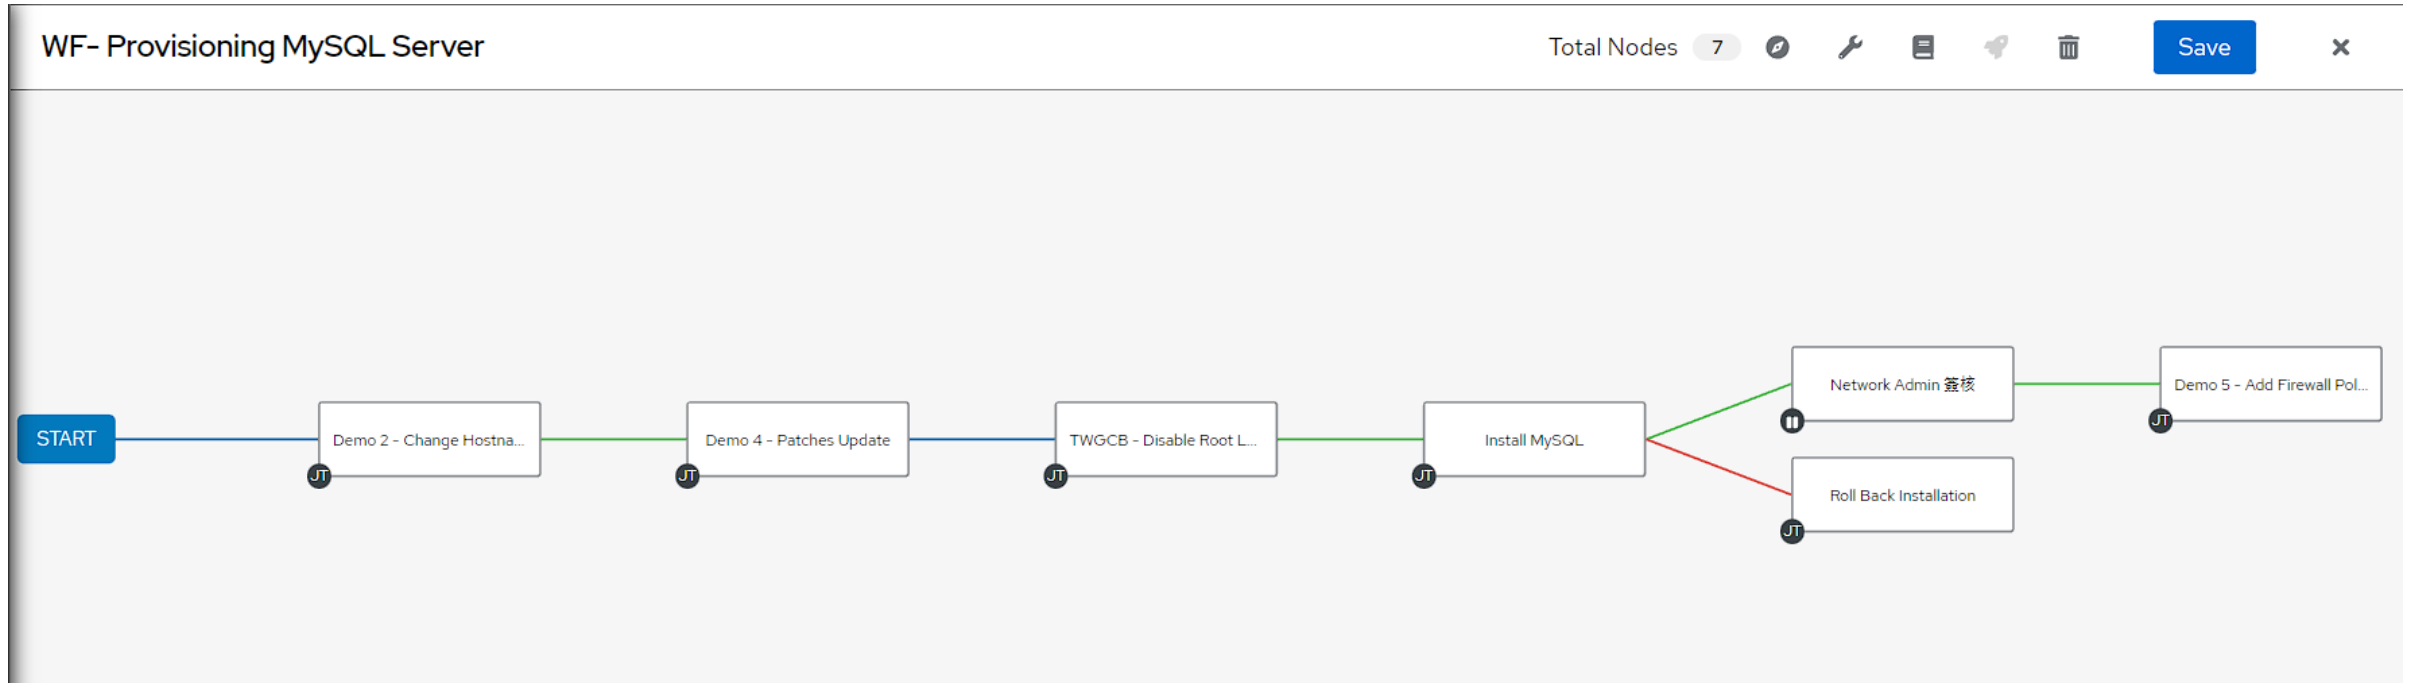 WF- Provisioning MySQL Server
Total Nodes 7
Save
START
Demo 2 - Change Hostna...
JT
Demo 4 - Patches Update
JT
TWGCB - Disable Root L...
JT
Install MySQL
JT
Network Admin 簽核
Demo 5 - Add Firewall Pol...
JT
Roll Back Installation
JT